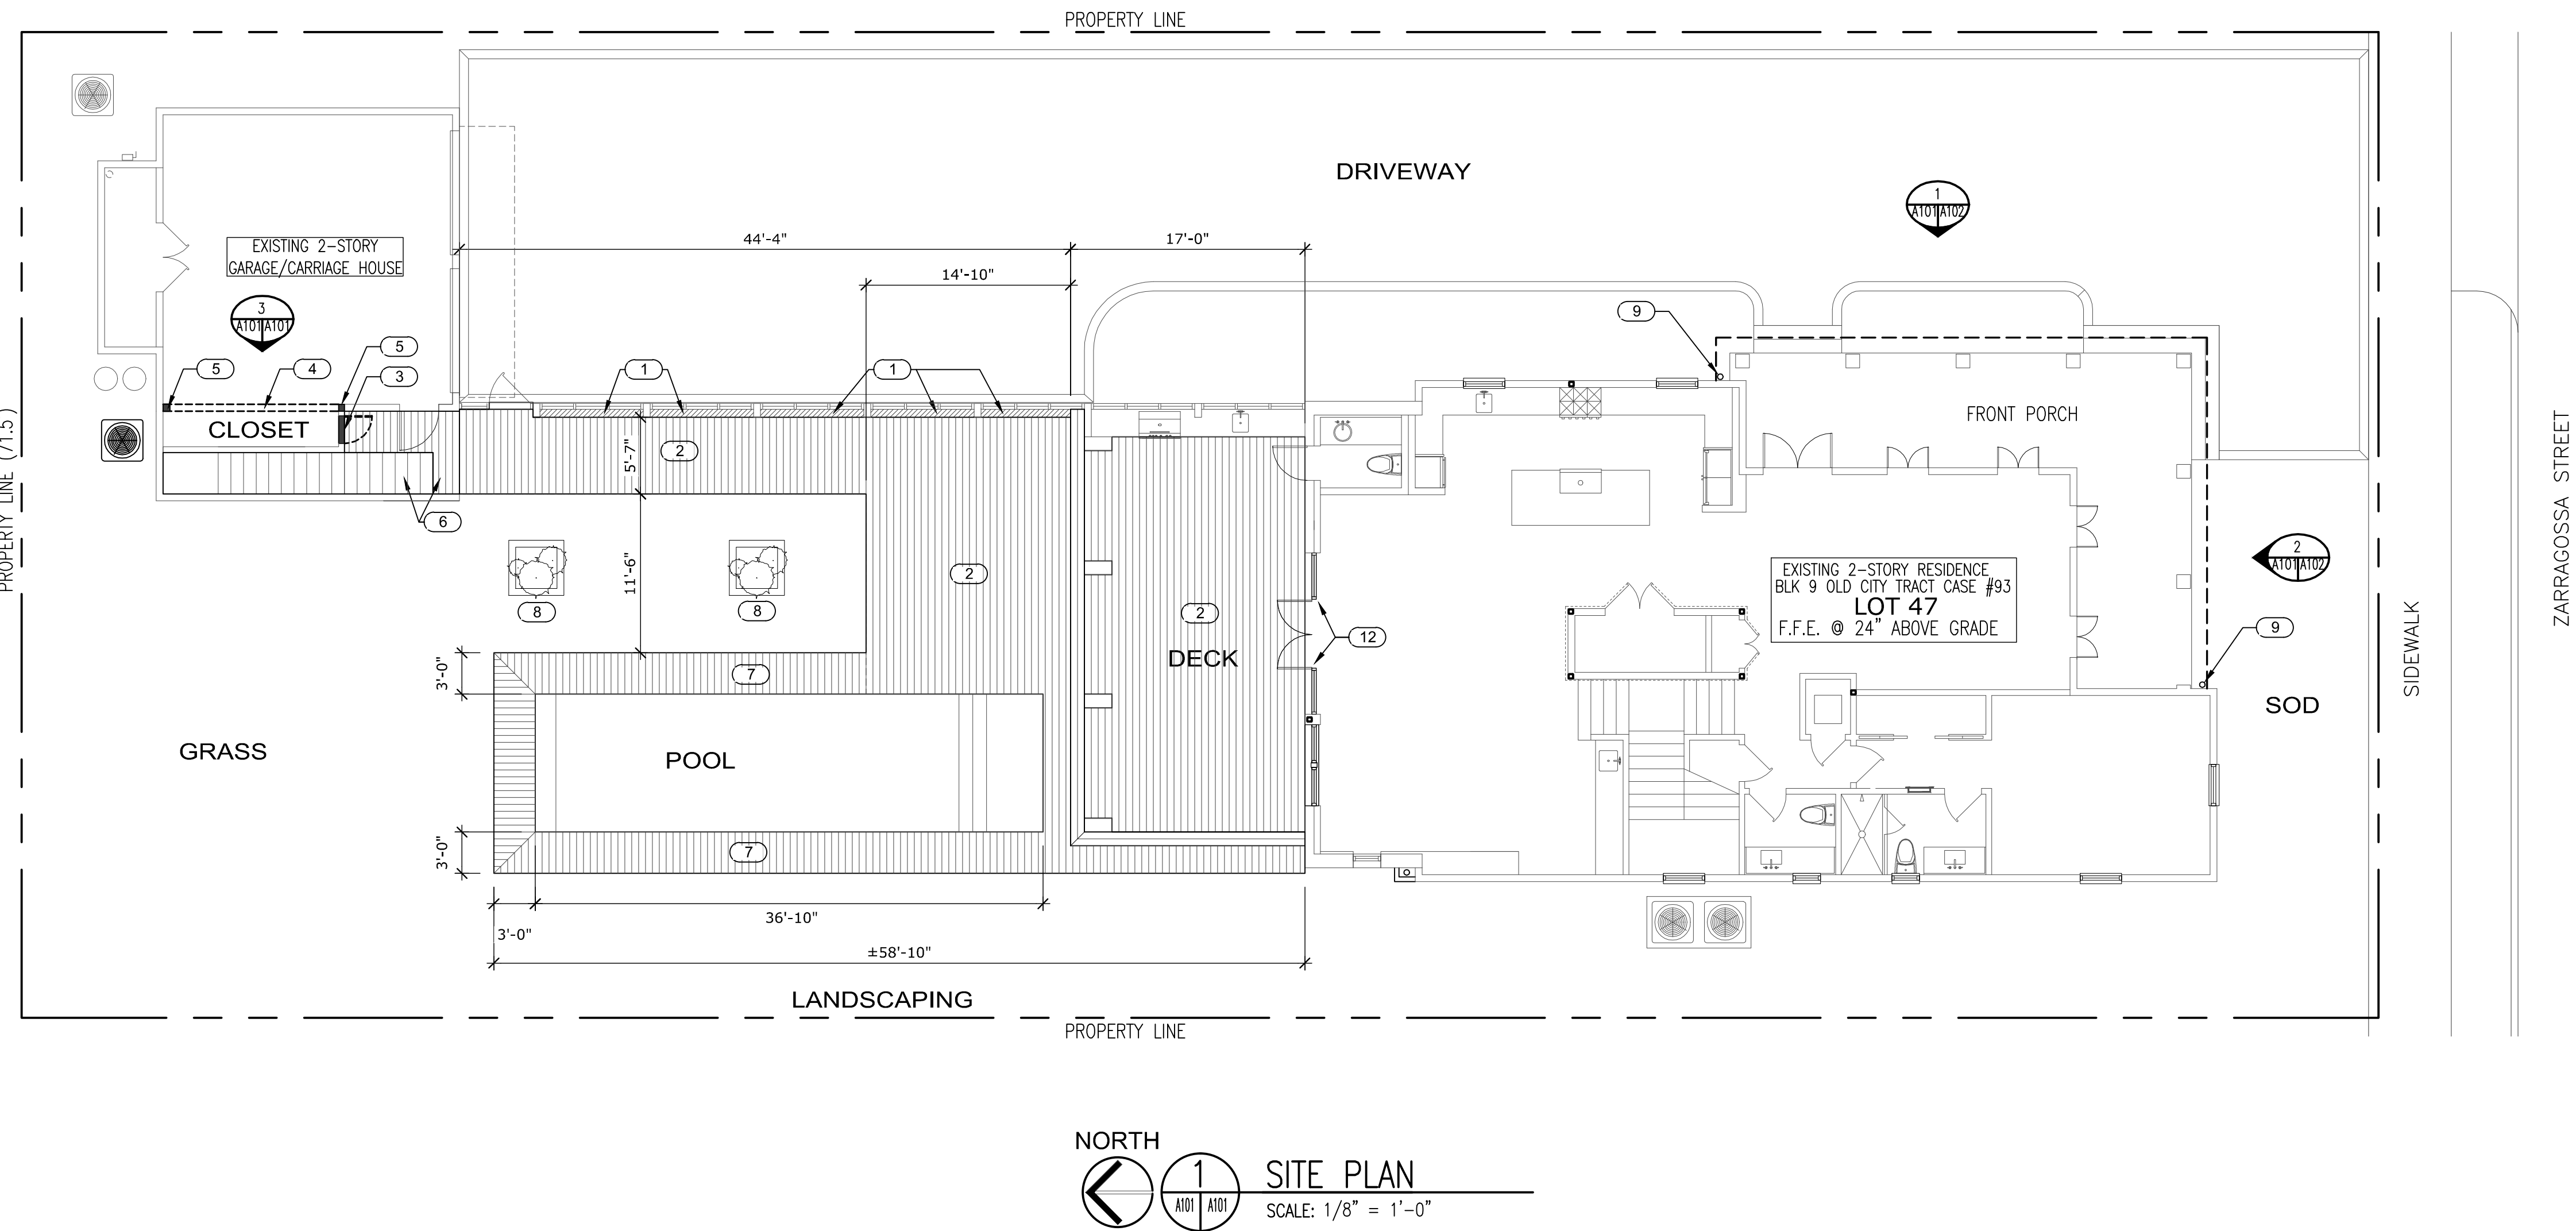 PROPERTY LINE
DRIVEWAY
1
A101 A102
EXISTING 2-STORY
GARAGE/CARRIAGE HOUSE
44'-4"
17'-0"
14'-10"
3
A101 A101
9
5
5
4
3
1
1
CLOSET
FRONT PORCH
PROPERTY LINE (71.5')
ZARRAGOSSA STREET
5'-7"
2
6
11'-6"
8
8
2
2
12
DECK
EXISTING 2-STORY RESIDENCE
BLK 9 OLD CITY TRACT CASE #93
LOT 47
F.F.E. @ 24" ABOVE GRADE
2
A101 A102
9
SIDEWALK
3'-0"
7
SOD
GRASS
POOL
3'-0"
7
36'-10"
3'-0"
±58'-10"
LANDSCAPING
PROPERTY LINE
NORTH
1
A101 A101
SITE PLAN
SCALE: 1/8" = 1'-0"